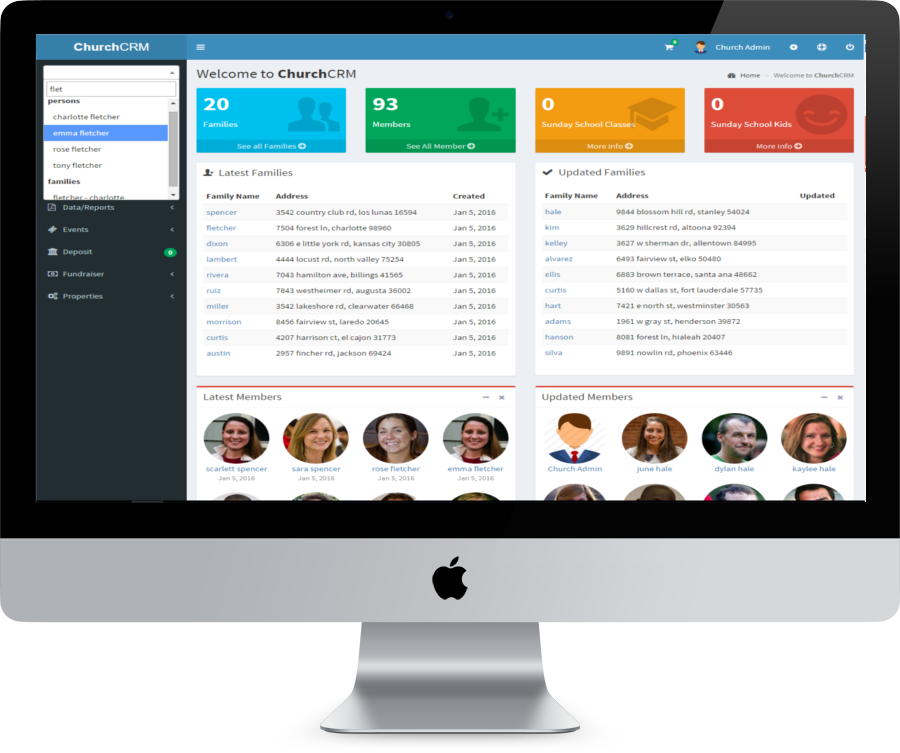 ChurchCRM
0
Church Admin
flet
persons
charlotte fletcher
emma fletcher
rose fletcher
tony fletcher
families
fletcher - charlotte
Data/Reports
Events
Deposit 0
Fundraiser
Properties
Welcome to ChurchCRM
Home > Welcome to ChurchCRM
20
Families
See all Families
93
Members
See All Member
0
Sunday School Classes
More info
0
Sunday School Kids
More info
Latest Families
Family Name Address Created
spencer 3542 country club rd, los lunas 16594 Jan 5, 2016
fletcher 7504 forest ln, charlotte 98960 Jan 5, 2016
dixon 6306 e little york rd, kansas city 30805 Jan 5, 2016
lambert 4444 locust rd, north valley 75254 Jan 5, 2016
rivera 7043 hamilton ave, billings 41565 Jan 5, 2016
ruiz 7843 westheimer rd, augusta 36002 Jan 5, 2016
miller 3542 lakeshore rd, clearwater 66468 Jan 5, 2016
morrison 8456 fairview st, laredo 20645 Jan 5, 2016
curtis 4207 harrison ct, el cajon 31773 Jan 5, 2016
austin 2957 fincher rd, jackson 69424 Jan 5, 2016
Updated Families
Family Name Address Updated
hale 9844 blossom hill rd, stanley 54024
kim 3629 hillcrest rd, altoona 92394
kelley 3627 w sherman dr, allentown 84995
alvarez 6493 fairview st, elko 50480
ellis 6883 brown terrace, santa ana 48662
curtis 5160 w dallas st, fort lauderdale 57735
hart 7421 e north st, westminster 30563
adams 1961 w gray st, henderson 39872
hanson 8081 forest ln, hialeah 20407
silva 9891 nowlin rd, phoenix 63446
Latest Members
scarlett spencer sara spencer rose fletcher emma fletcher
Jan 5, 2016 Jan 5, 2016 Jan 5, 2016 Jan 5, 2016
Updated Members
Church Admin june hale dylan hale kaylee hale